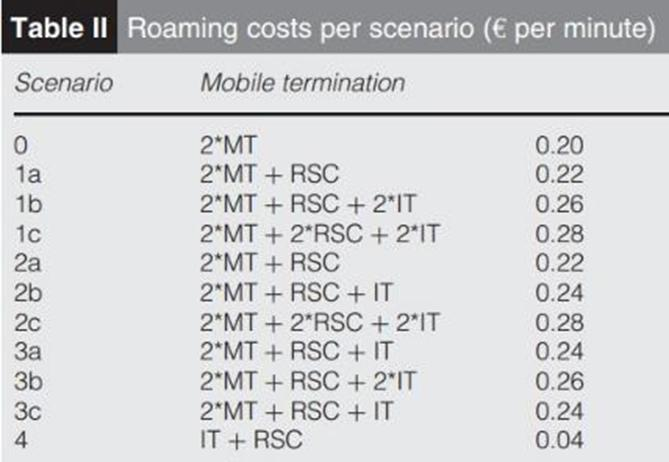 Table II Roaming costs per scenario (€ per minute)
Scenario Mobile termination
0 2*MT 0.20
1a 2*MT + RSC 0.22
1b 2*MT + RSC + 2*IT 0.26
1c 2*MT + 2*RSC + 2*IT 0.28
2a 2*MT + RSC 0.22
2b 2*MT + RSC + IT 0.24
2c 2*MT + 2*RSC + 2*IT 0.28
3a 2*MT + RSC + IT 0.24
3b 2*MT + RSC + 2*IT 0.26
3c 2*MT + RSC + IT 0.24
4 IT + RSC 0.04